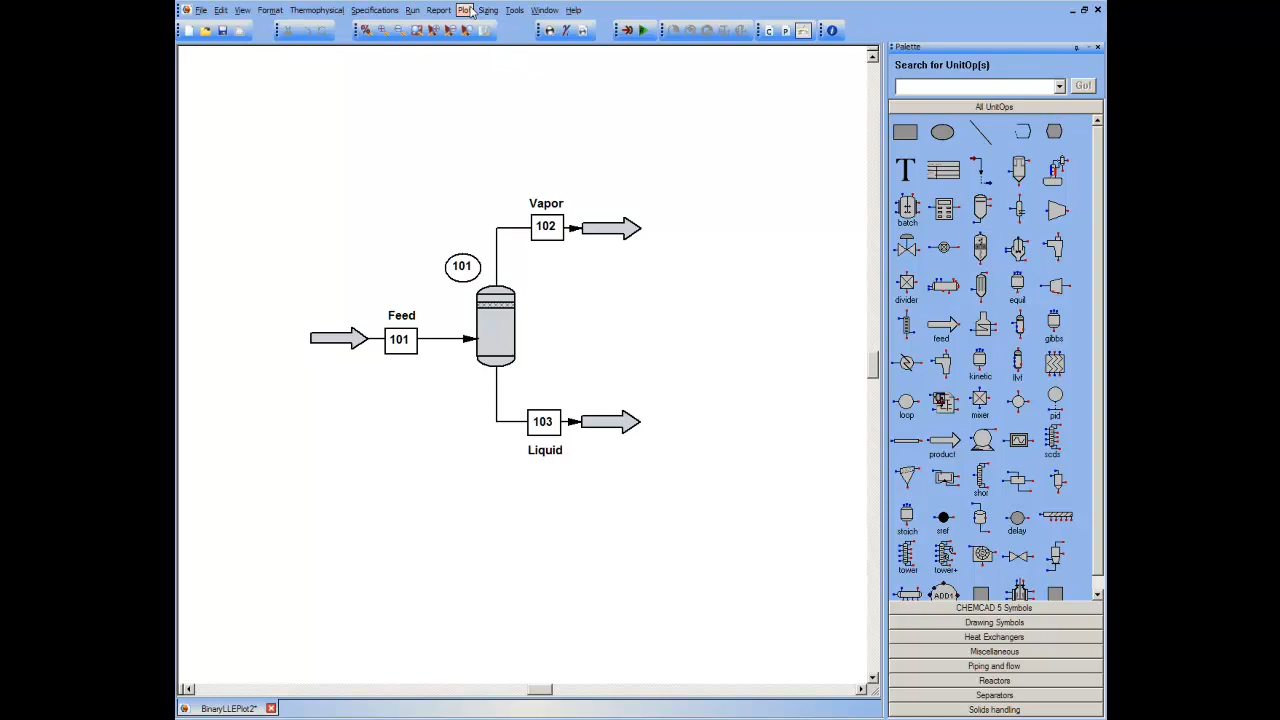 File Edit View Format Thermophysical Specifications Run Report Plot Sizing Tools Window Help
C P
Palette
Search for UnitOp(s)
Go!
All UnitOps
T
batch
divider
equil
feed
gibbs
kinetic
llvf
loop
mixer
pid
product
scds
shor
stoich
sref
delay
tower
tower+
ADD1
CHEMCAD 5 Symbols
Drawing Symbols
Heat Exchangers
Miscellaneous
Piping and flow
Reactors
Separators
Solids handling
Vapor
102
101
Feed
101
103
Liquid
BinaryLLEPlot2*